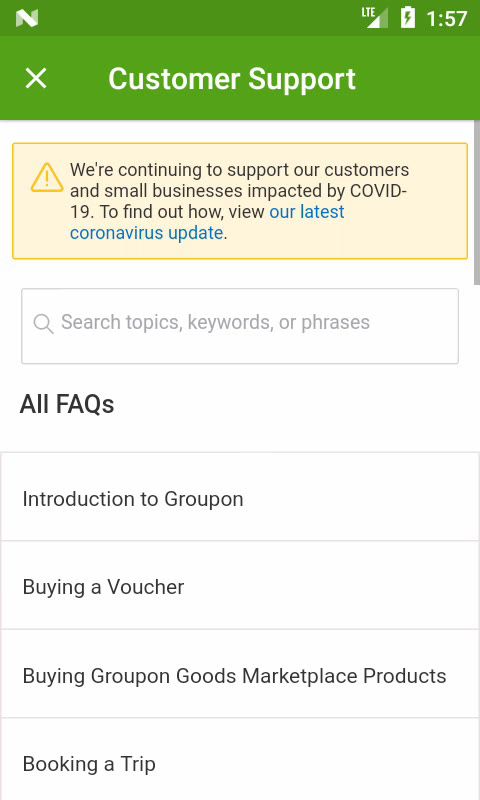 LTE 1:57
Customer Support
We're continuing to support our customers
and small businesses impacted by COVID-
19. To find out how, view our latest
coronavirus update.
Search topics, keywords, or phrases
All FAQs
Introduction to Groupon
Buying a Voucher
Buying Groupon Goods Marketplace Products
Booking a Trip